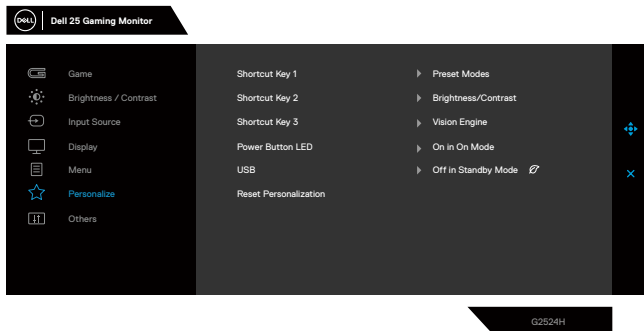 DELL Dell 25 Gaming Monitor
Game
Brightness / Contrast
Input Source
Display
Menu
Personalize
Others
Shortcut Key 1 Preset Modes
Shortcut Key 2 Brightness/Contrast
Shortcut Key 3 Vision Engine
Power Button LED On in On Mode
USB Off in Standby Mode
Reset Personalization
G2524H